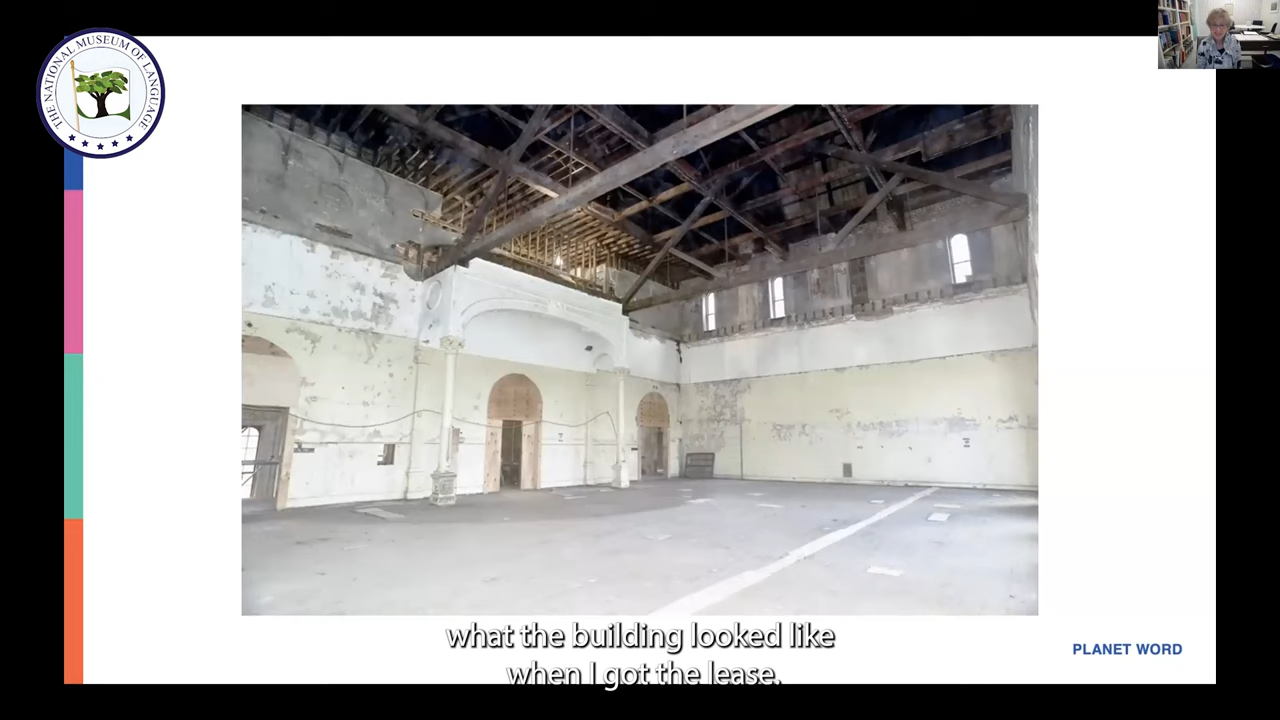 THE NATIONAL MUSEUM OF LANGUAGE
what the building looked like
when I got the lease.
PLANET WORD